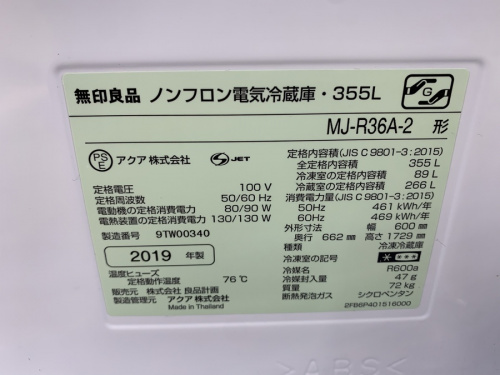 無印良品 ノンフロン電気冷蔵庫・355L
G
MJ-R36A-2 形
PS E アクア株式会社 S JET
定格電圧 100 V
定格周波数 50/60 Hz
電動機の定格消費電力 80/90 W
電熱装置の定格消費電力 130/130 W
製造番号 9TW00340
2019 年製
温度ヒューズ
定格動作温度 76℃
販売元 株式会社 良品計画
製造管理元 アクア株式会社
Made in Thailand
定格内容積(JIS C 9801-3:2015)
全定格内容積 355 L
冷凍室の定格内容積 89 L
冷蔵室の定格内容積 266 L
消費電力量(JIS C 9801-3:2015)
50Hz 461 kWh/年
60Hz 469 kWh/年
外形寸法 幅 600 mm
奥行 662 mm 高さ 1729 mm
種類 冷凍冷蔵庫
冷凍室の記号
冷媒名 R600a
冷媒封入量 47 g
質量 72 kg
断熱発泡ガス シクロペンタン
2FB6P401516000
>ABS<